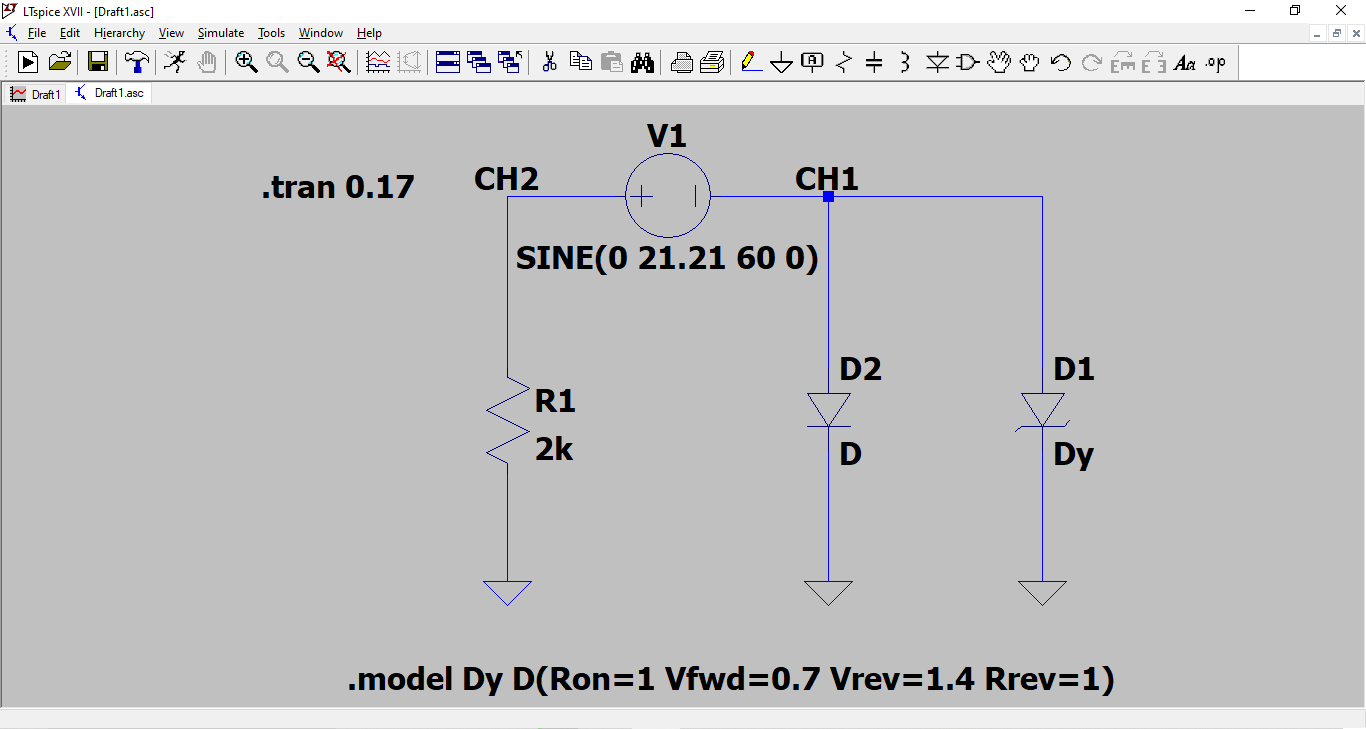 LTspice XVII - [Draft1.asc]
File Edit Hierarchy View Simulate Tools Window Help
Aa .op
Draft1 Draft1.asc
V1
.tran 0.17 CH2 CH1
SINE(0 21.21 60 0)
D2 D1
R1
2k D Dy
.model Dy D(Ron=1 Vfwd=0.7 Vrev=1.4 Rrev=1)